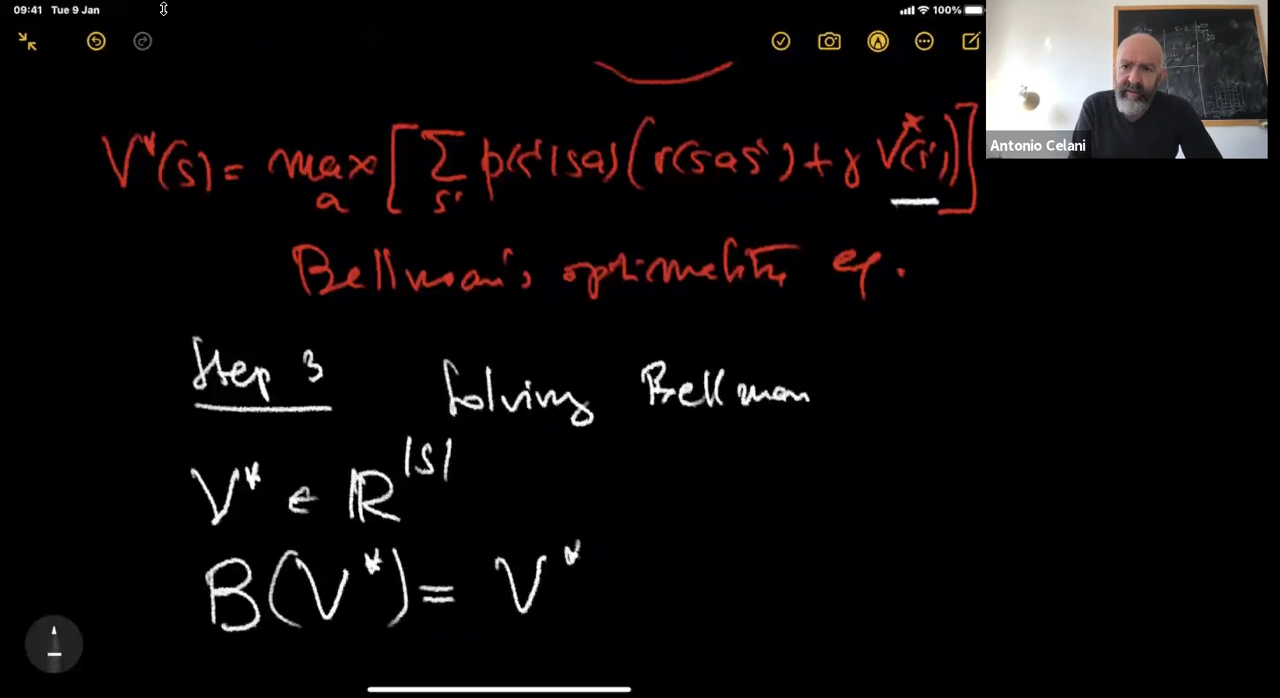 09:41 Tue 9 Jan 100%
Antonio Celani
V*(s) = max_a [ Σ_s' p(s'|sa) ( r(sas') + γ V*(s') ) ]
Bellman's optimality eq.
Step 3 Solving Bellman
V* ∈ ℝ^|S|
B(V*) = V*